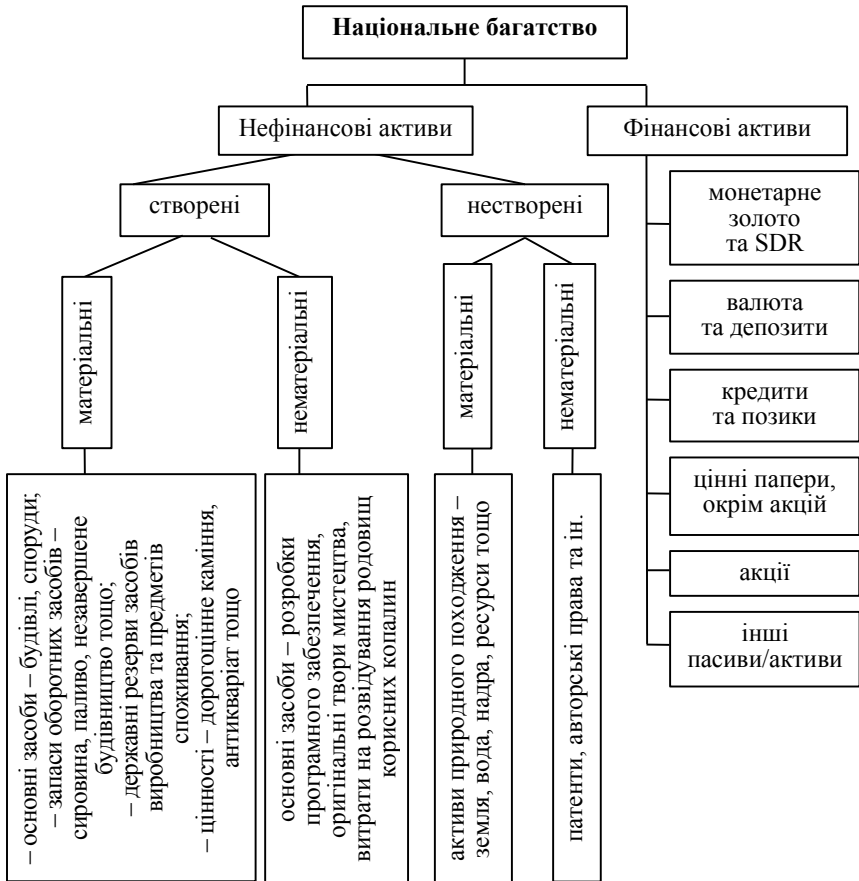 Національне багатство
Нефінансові активи
Фінансові активи
створені
нестворені
матеріальні
нематеріальні
матеріальні
нематеріальні
– основні засоби – будівлі, споруди;
– запаси оборотних засобів –
сировина, паливо, незавершене
будівництво тощо;
– державні резерви засобів
виробництва та предметів
споживання;
– цінності – дорогоцінне каміння,
антикваріат тощо
основні засоби – розробки
програмного забезпечення,
оригінальні твори мистецтва,
витрати на розвідування родовищ
корисних копалин
активи природного походження –
земля, вода, надра, ресурси тощо
патенти, авторські права та ін.
монетарне
золото
та SDR
валюта
та депозити
кредити
та позики
цінні папери,
окрім акцій
акції
інші
пасиви/активи